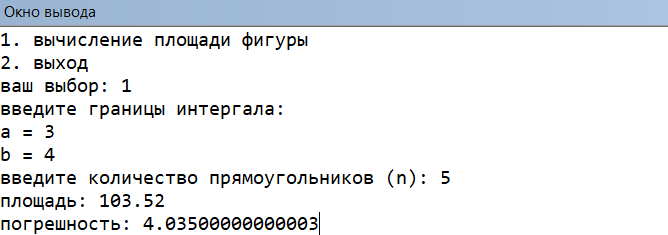 Окно вывода
1. вычисление площади фигуры
2. выход
ваш выбор: 1
введите границы интергала:
a = 3
b = 4
введите количество прямоугольников (n): 5
площадь: 103.52
погрешность: 4.03500000000003